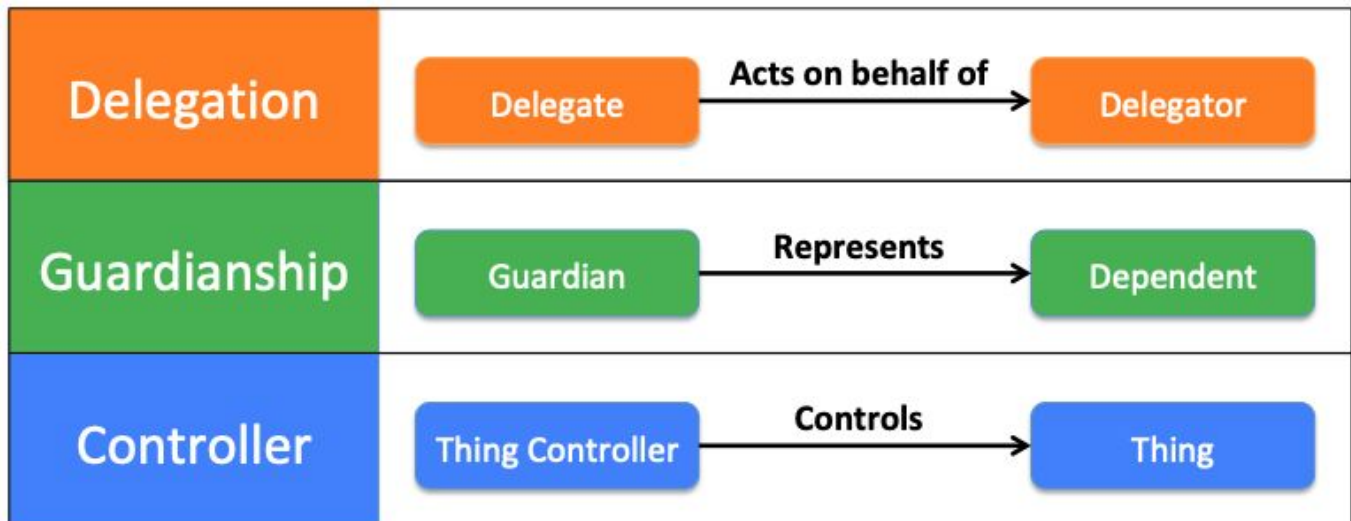 Delegation
Delegate
Acts on behalf of
Delegator
Guardianship
Guardian
Represents
Dependent
Controller
Thing Controller
Controls
Thing